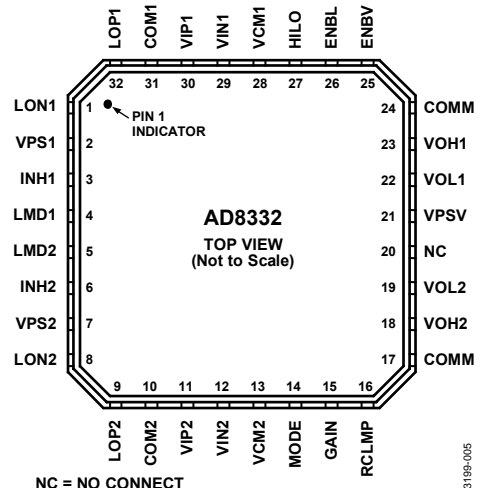 LOP1 COM1 VIP1 VIN1 VCM1 HILO ENBL ENBV
32 31 30 29 28 27 26 25
LON1 1
VPS1 2
INH1 3
LMD1 4
LMD2 5
INH2 6
VPS2 7
LON2 8
PIN 1
INDICATOR
AD8332
TOP VIEW
(Not to Scale)
24 COMM
23 VOH1
22 VOL1
21 VPSV
20 NC
19 VOL2
18 VOH2
17 COMM
9 10 11 12 13 14 15 16
LOP2 COM2 VIP2 VIN2 VCM2 MODE GAIN RCLMP
NC = NO CONNECT
3199-005